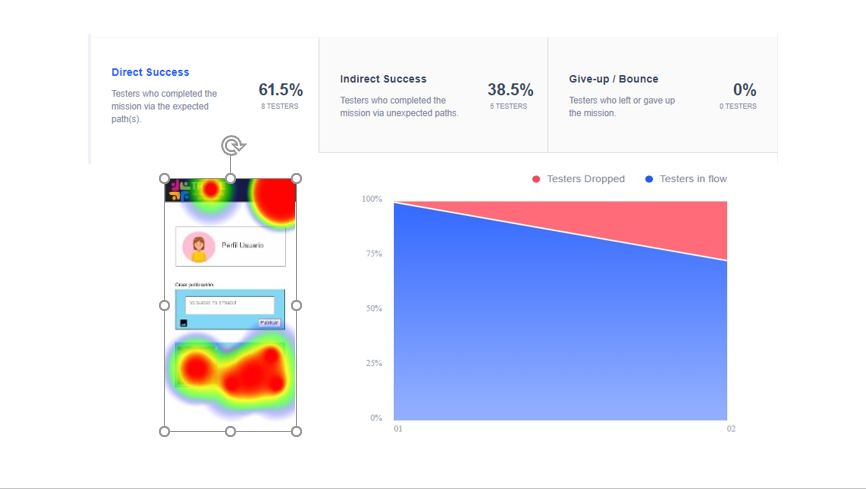 Direct Success
Testers who completed the
mission via the expected
path(s).
61.5%
8 TESTERS
Indirect Success
Testers who completed the
mission via unexpected paths.
38.5%
5 TESTERS
Give-up / Bounce
Testers who left or gave up
the mission.
0%
0 TESTERS
Perfil Usuario
Crear publicación
Publicar
Testers Dropped
Testers in flow
100%
75%
50%
25%
0%
01
02